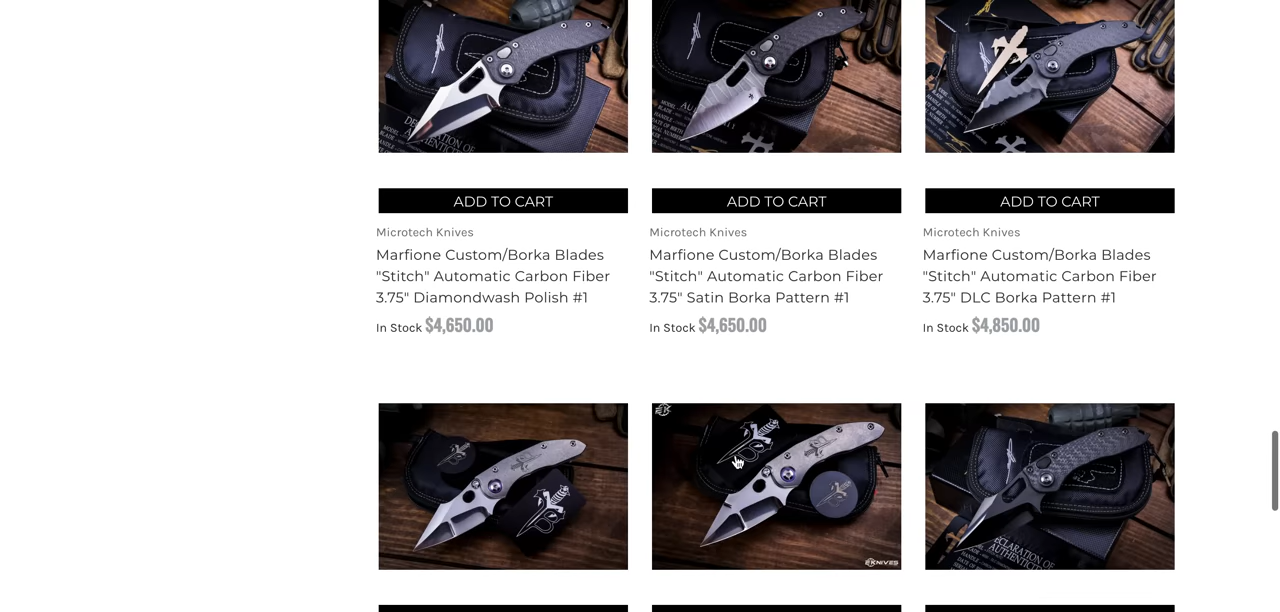 ADD TO CART
ADD TO CART
ADD TO CART
Microtech Knives
Marfione Custom/Borka Blades
"Stitch" Automatic Carbon Fiber
3.75" Diamondwash Polish #1
In Stock $4,650.00
Microtech Knives
Marfione Custom/Borka Blades
"Stitch" Automatic Carbon Fiber
3.75" Satin Borka Pattern #1
In Stock $4,650.00
Microtech Knives
Marfione Custom/Borka Blades
"Stitch" Automatic Carbon Fiber
3.75" DLC Borka Pattern #1
In Stock $4,850.00
DECLARATION OF
AUTHENTICITY